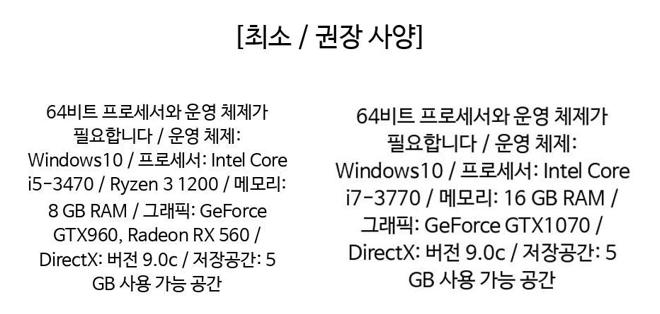 [최소 / 권장 사양]
64비트 프로세서와 운영 체제가
필요합니다 / 운영 체제:
Windows10 / 프로세서: Intel Core
i5-3470 / Ryzen 3 1200 / 메모리:
8 GB RAM / 그래픽: GeForce
GTX960, Radeon RX 560 /
DirectX: 버전 9.0c / 저장공간: 5
GB 사용 가능 공간
64비트 프로세서와 운영 체제가
필요합니다 / 운영 체제:
Windows10 / 프로세서: Intel Core
i7-3770 / 메모리: 16 GB RAM /
그래픽: GeForce GTX1070 /
DirectX: 버전 9.0c / 저장공간: 5
GB 사용 가능 공간